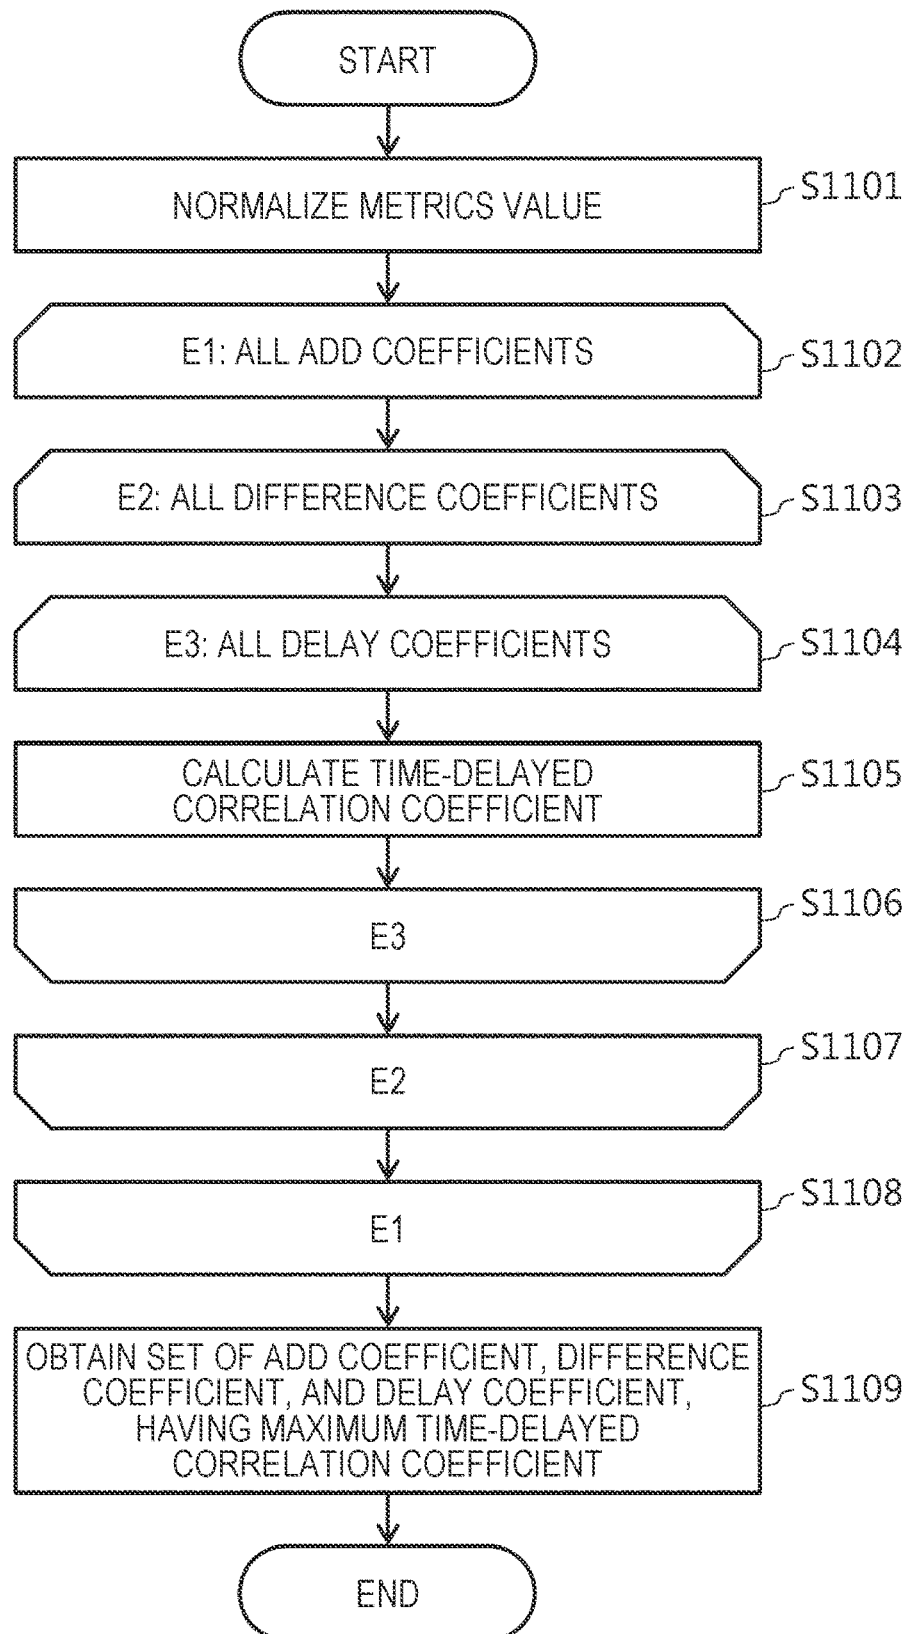 START
NORMALIZE METRICS VALUE
S1101
E1: ALL ADD COEFFICIENTS
S1102
E2: ALL DIFFERENCE COEFFICIENTS
S1103
E3: ALL DELAY COEFFICIENTS
S1104
CALCULATE TIME-DELAYED
CORRELATION COEFFICIENT
S1105
E3
S1106
E2
S1107
E1
S1108
OBTAIN SET OF ADD COEFFICIENT, DIFFERENCE
COEFFICIENT, AND DELAY COEFFICIENT,
HAVING MAXIMUM TIME-DELAYED
CORRELATION COEFFICIENT
S1109
END